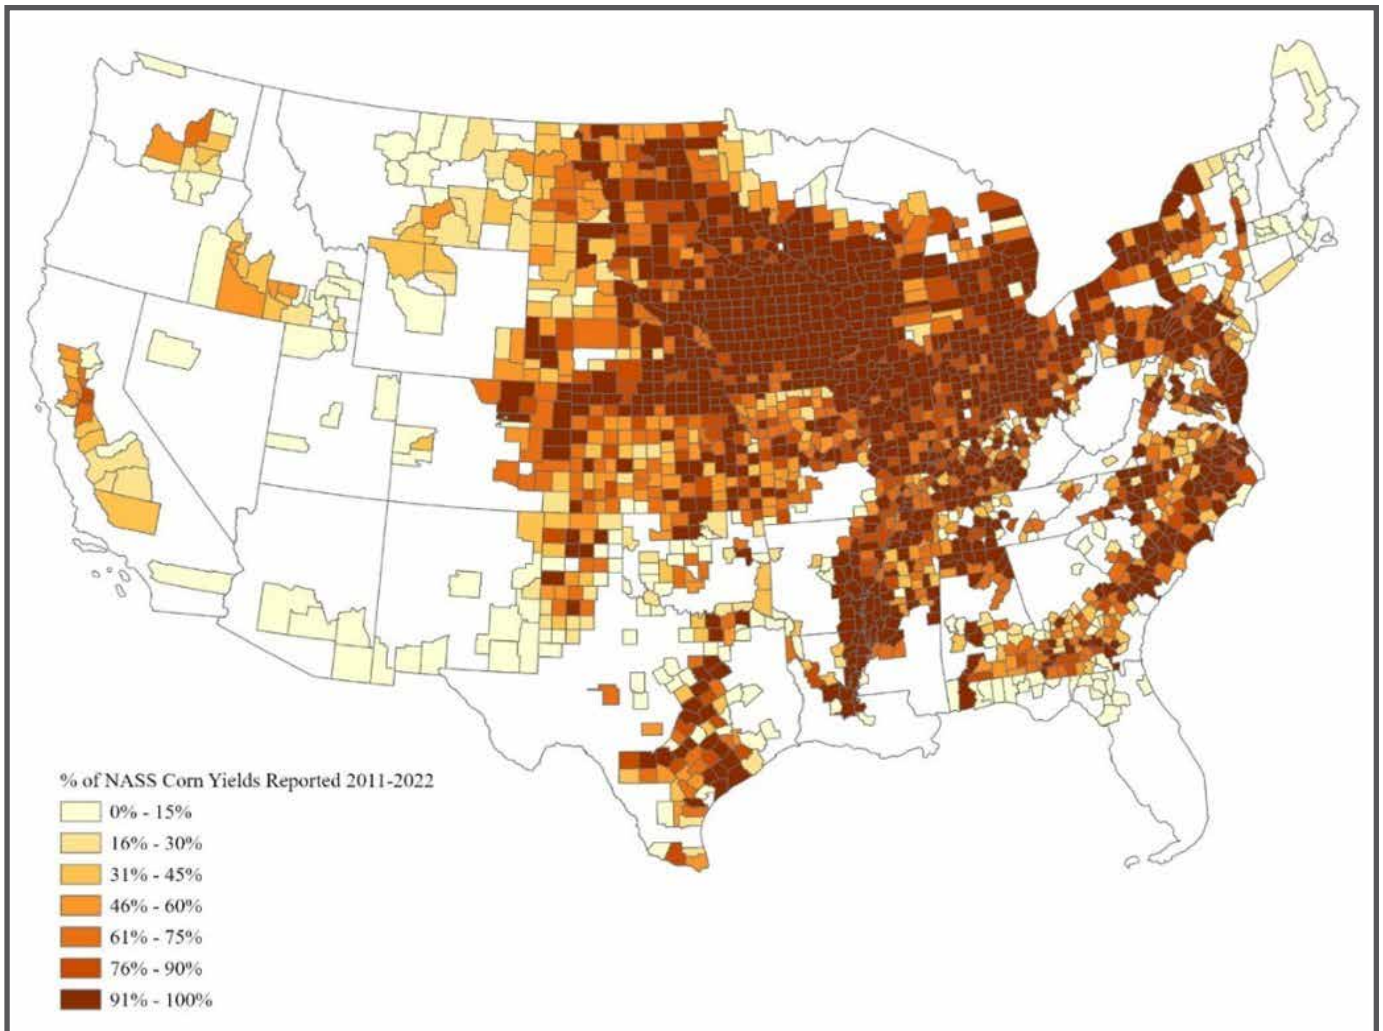 % of NASS Corn Yields Reported 2011-2022
0% - 15%
16% - 30%
31% - 45%
46% - 60%
61% - 75%
76% - 90%
91% - 100%